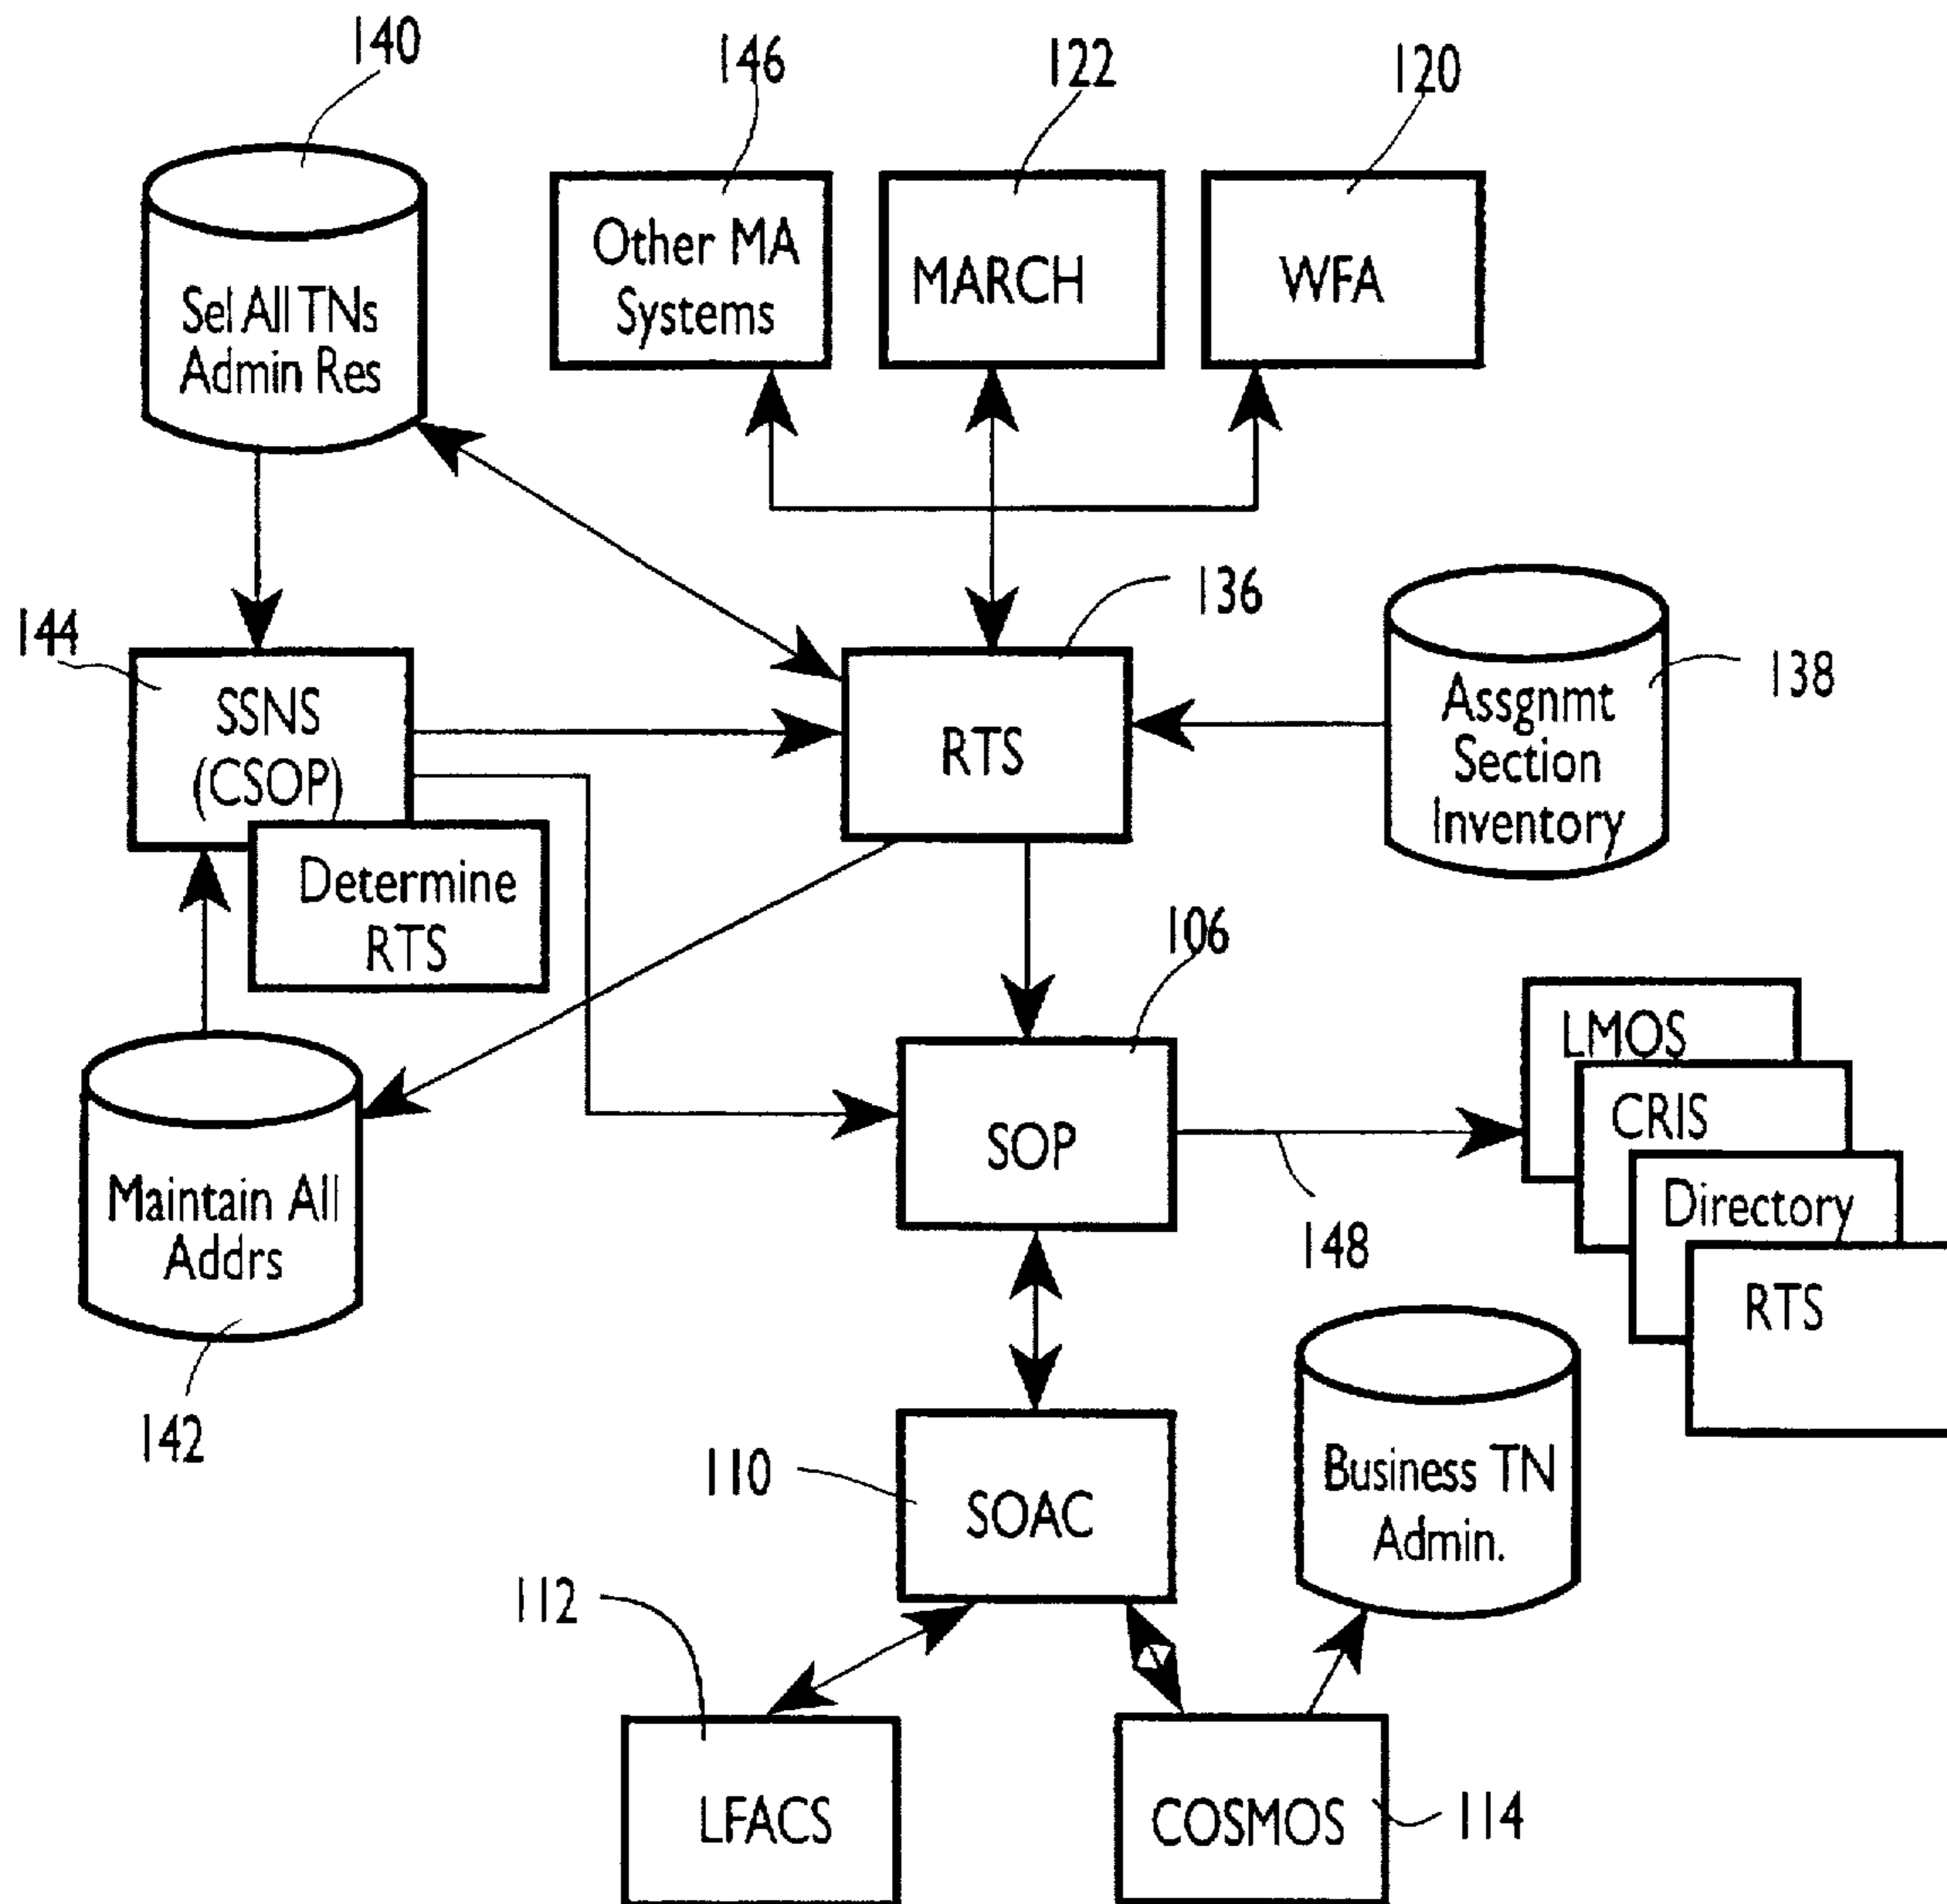 140
146
122
120
Sel All TNs
Admin Res
Other MA
Systems
MARCH
WFA
144
SSNS
(CSOP)
Determine
RTS
136
RTS
138
Assgnmt
Section
Inventory
106
SOP
148
LMOS
CRIS
Directory
RTS
Maintain All
Addrs
142
110
SOAC
Business TN
Admin.
112
LFACS
COSMOS
114